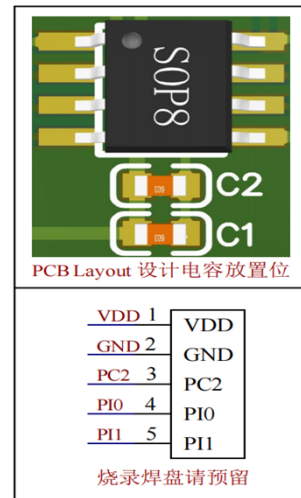 SOP8
C2
C1
PCB Layout 设计电容放置位
VDD 1 VDD
GND 2 GND
PC2 3 PC2
PI0 4 PI0
PI1 5 PI1
烧录焊盘请预留